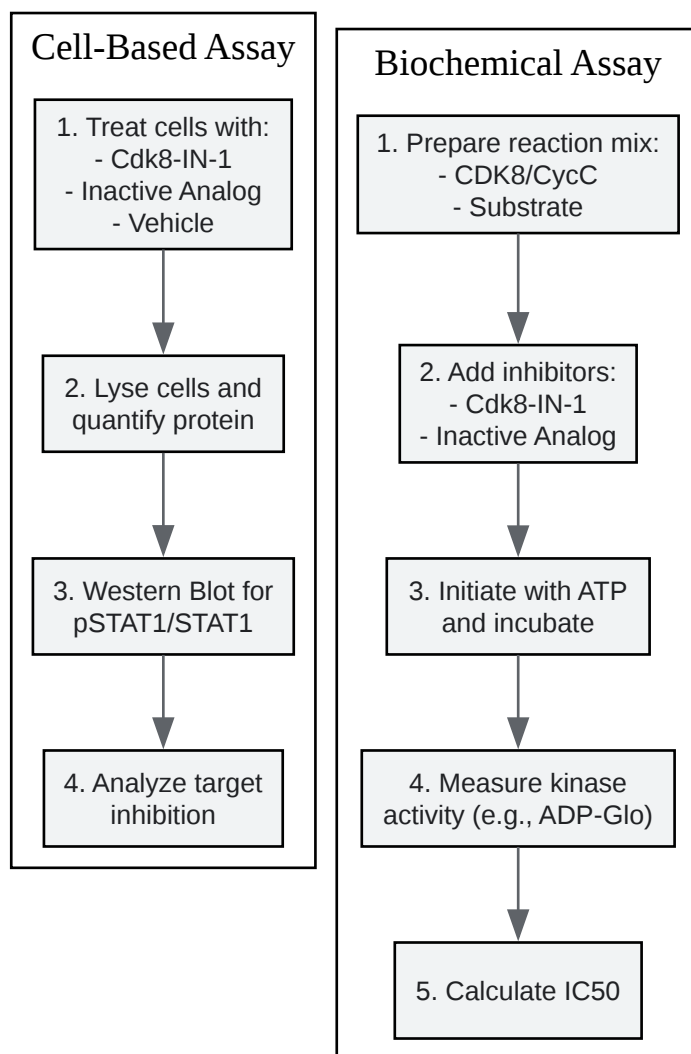 Cell-Based Assay
1. Treat cells with:
- Cdk8-IN-1
- Inactive Analog
- Vehicle
2. Lyse cells and
quantify protein
3. Western Blot for
pSTAT1/STAT1
4. Analyze target
inhibition
Biochemical Assay
1. Prepare reaction mix:
- CDK8/CycC
- Substrate
2. Add inhibitors:
- Cdk8-IN-1
- Inactive Analog
3. Initiate with ATP
and incubate
4. Measure kinase
activity (e.g., ADP-Glo)
5. Calculate IC50